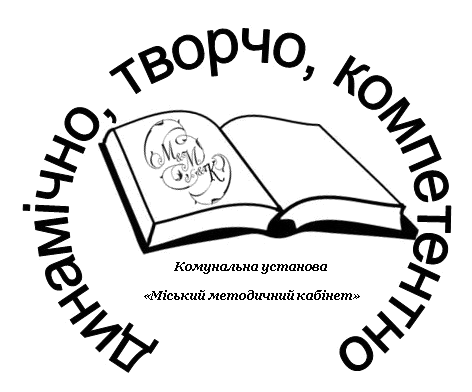 динамічно, творчо, компетентно
Комунальна установа
«Міський методичний кабінет»